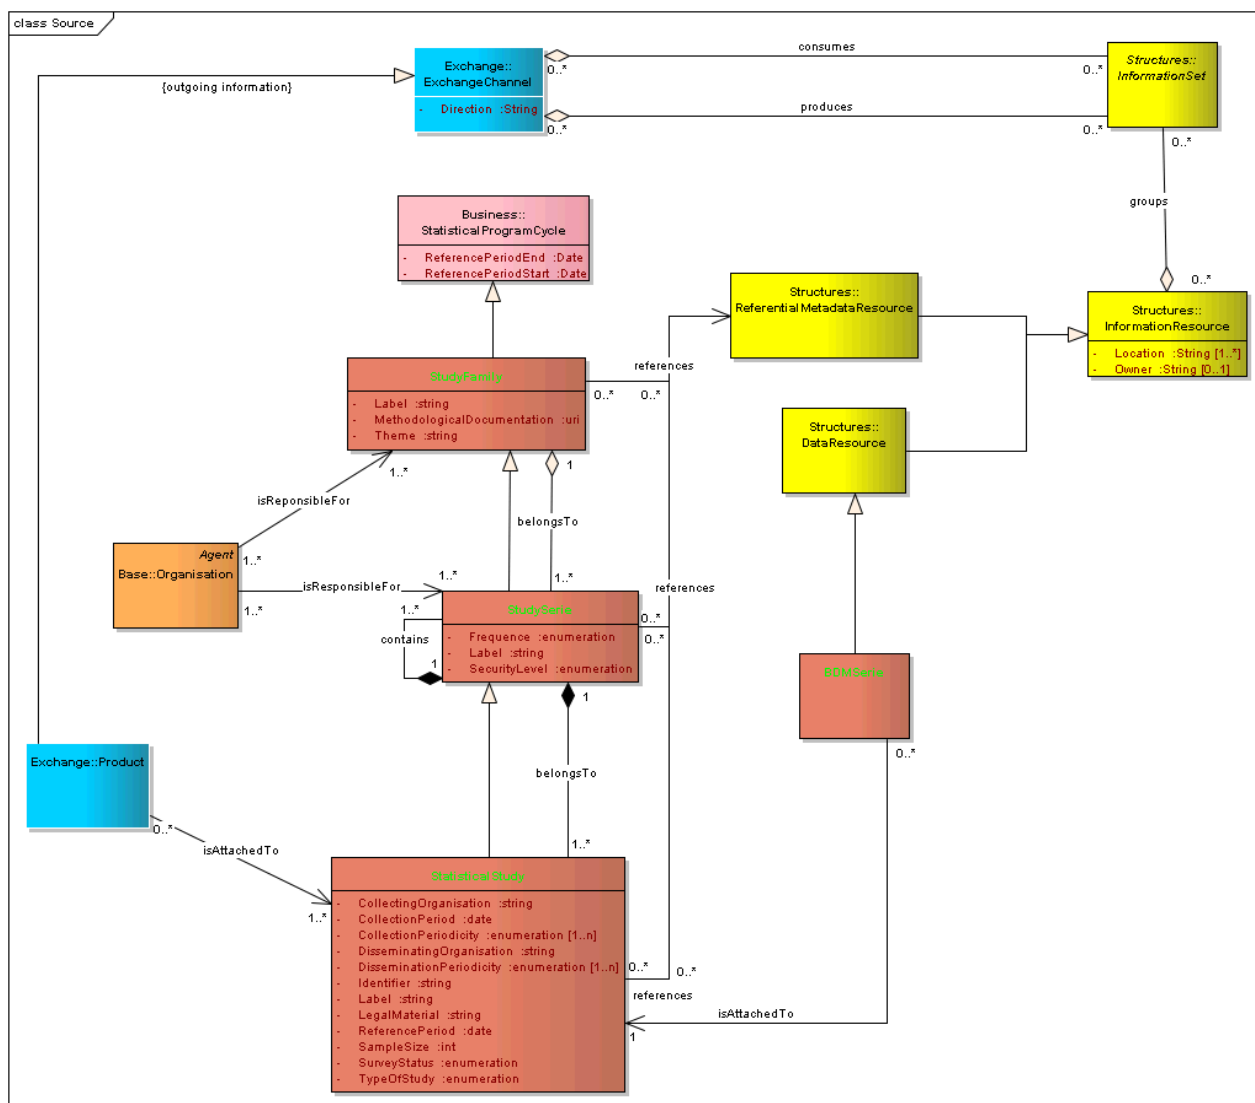 class Source
Exchange::
ExchangeChannel
- Direction :String
consumes
0..*
0..*
produces
0..*
0..*
Structures::
InformationSet
{outgoing information}
0..*
groups
0..*
Business::
StatisticalProgramCycle
- ReferencePeriodEnd :Date
- ReferencePeriodStart :Date
Structures::
ReferentialMetadataResource
Structures::
InformationResource
- Location :String [1..*]
- Owner :String [0..1]
references
0..*
0..*
StudyFamily
- Label :string
- MethodologicalDocumentation :uri
- Theme :string
Structures::
DataResource
1..*
1
isReponsibleFor
belongsTo
Agent
Base::Organisation
1..*
1..*
isResponsibleFor
1..*
1..*
references
StudySerie
- Frequence :enumeration
- Label :string
- SecurityLevel :enumeration
1..*
contains
1
0..*
0..*
1
BDMSerie
0..*
Exchange::Product
0..*
isAttachedTo
1..*
belongsTo
1..*
StatisticalStudy
- CollectingOrganisation :string
- CollectionPeriod :date
- CollectionPeriodicity :enumeration [1..n]
- DisseminatingOrganisation :string
- DisseminationPeriodicity :enumeration [1..n]
- Identifier :string
- Label :string
- LegalMaterial :string
- ReferencePeriod :date
- SampleSize :int
- SurveyStatus :enumeration
- TypeOfStudy :enumeration
0..*
0..*
references
isAttachedTo
1